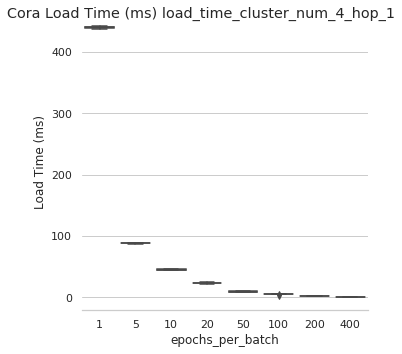 Cora Load Time (ms) load_time_cluster_num_4_hop_1
400
300
200
100
0
Load Time (ms)
1 5 10 20 50 100 200 400
epochs_per_batch